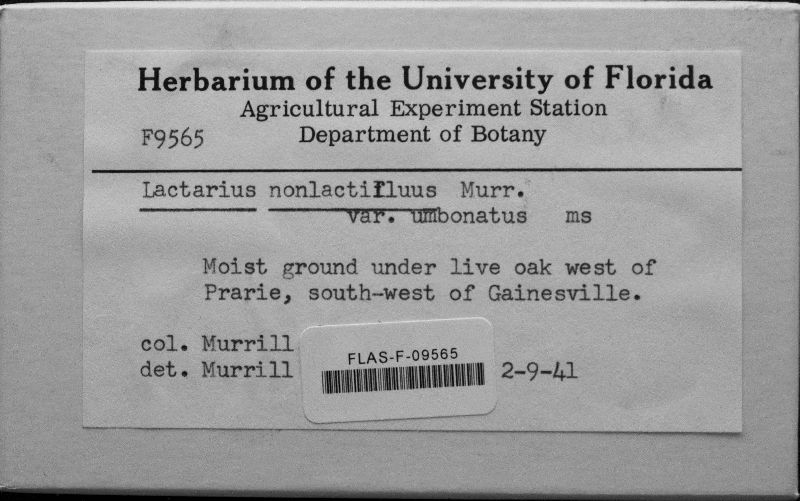 Herbarium of the University of Florida
Agricultural Experiment Station
F9565 Department of Botany
Lactarius nonlactifluus Murr.
var. umbonatus ms
Moist ground under live oak west of
Prarie, south-west of Gainesville.
col. Murrill
FLAS-F-09565
det. Murrill 2-9-41